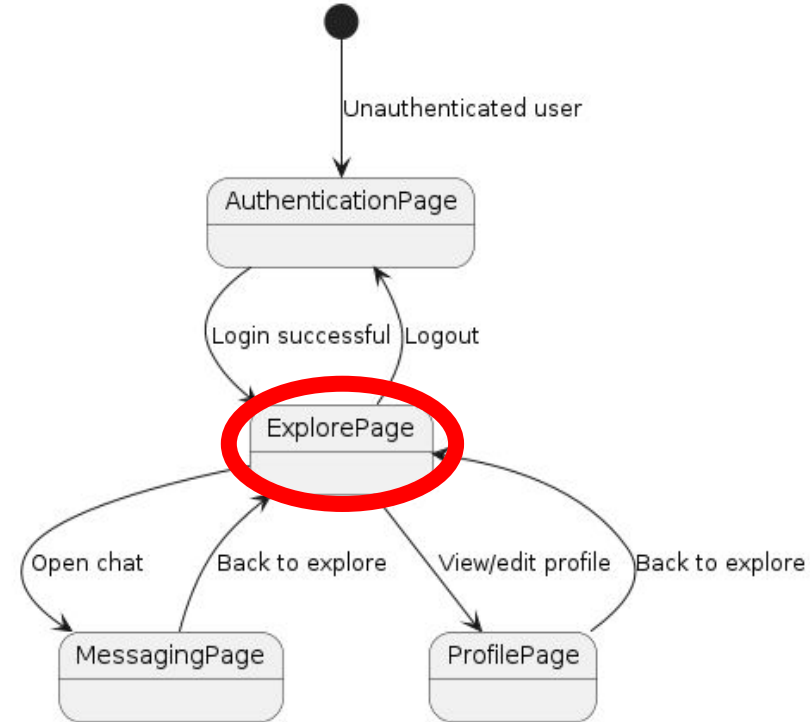 Unauthenticated user
AuthenticationPage
Login successful
Logout
ExplorePage
Open chat
Back to explore
View/edit profile
Back to explore
MessagingPage
ProfilePage